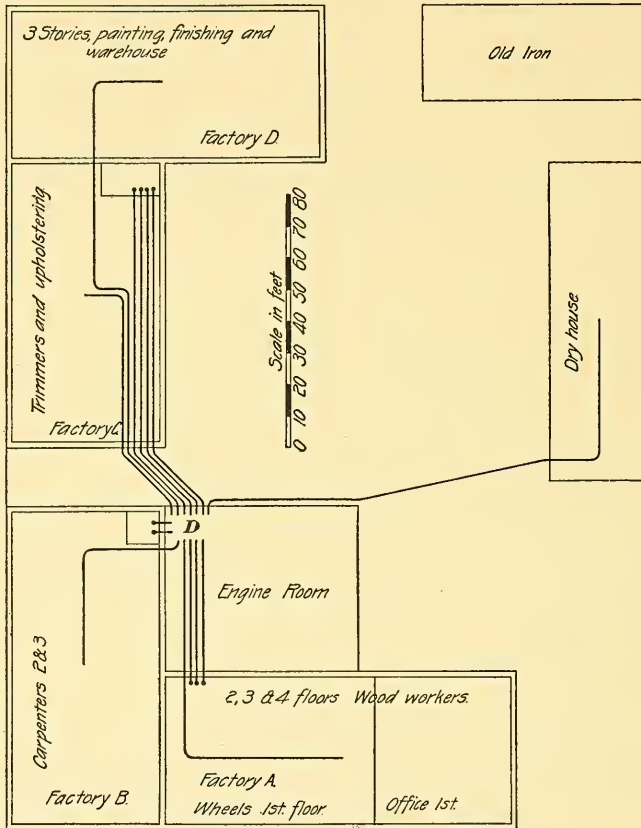 3 Stories, painting, finishing and
warehouse
Factory D.
Old Iron
Trimmers and upholstering
Factory C.
Scale in feet
0 10 20 30 40 50 60 70 80
Dry house
D
Engine Room
Carpenters 2 & 3
Factory B.
2, 3 & 4 floors Wood workers.
Factory A.
Wheels 1st. floor.
Office 1st.